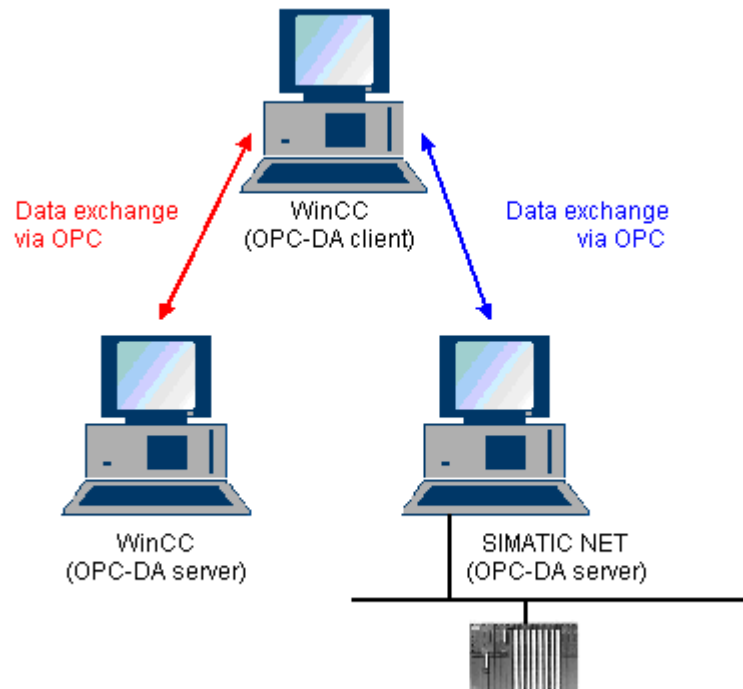 Data exchange
via OPC
WinCC
(OPC-DA client)
Data exchange
via OPC
WinCC
(OPC-DA server)
SIMATIC NET
(OPC-DA server)